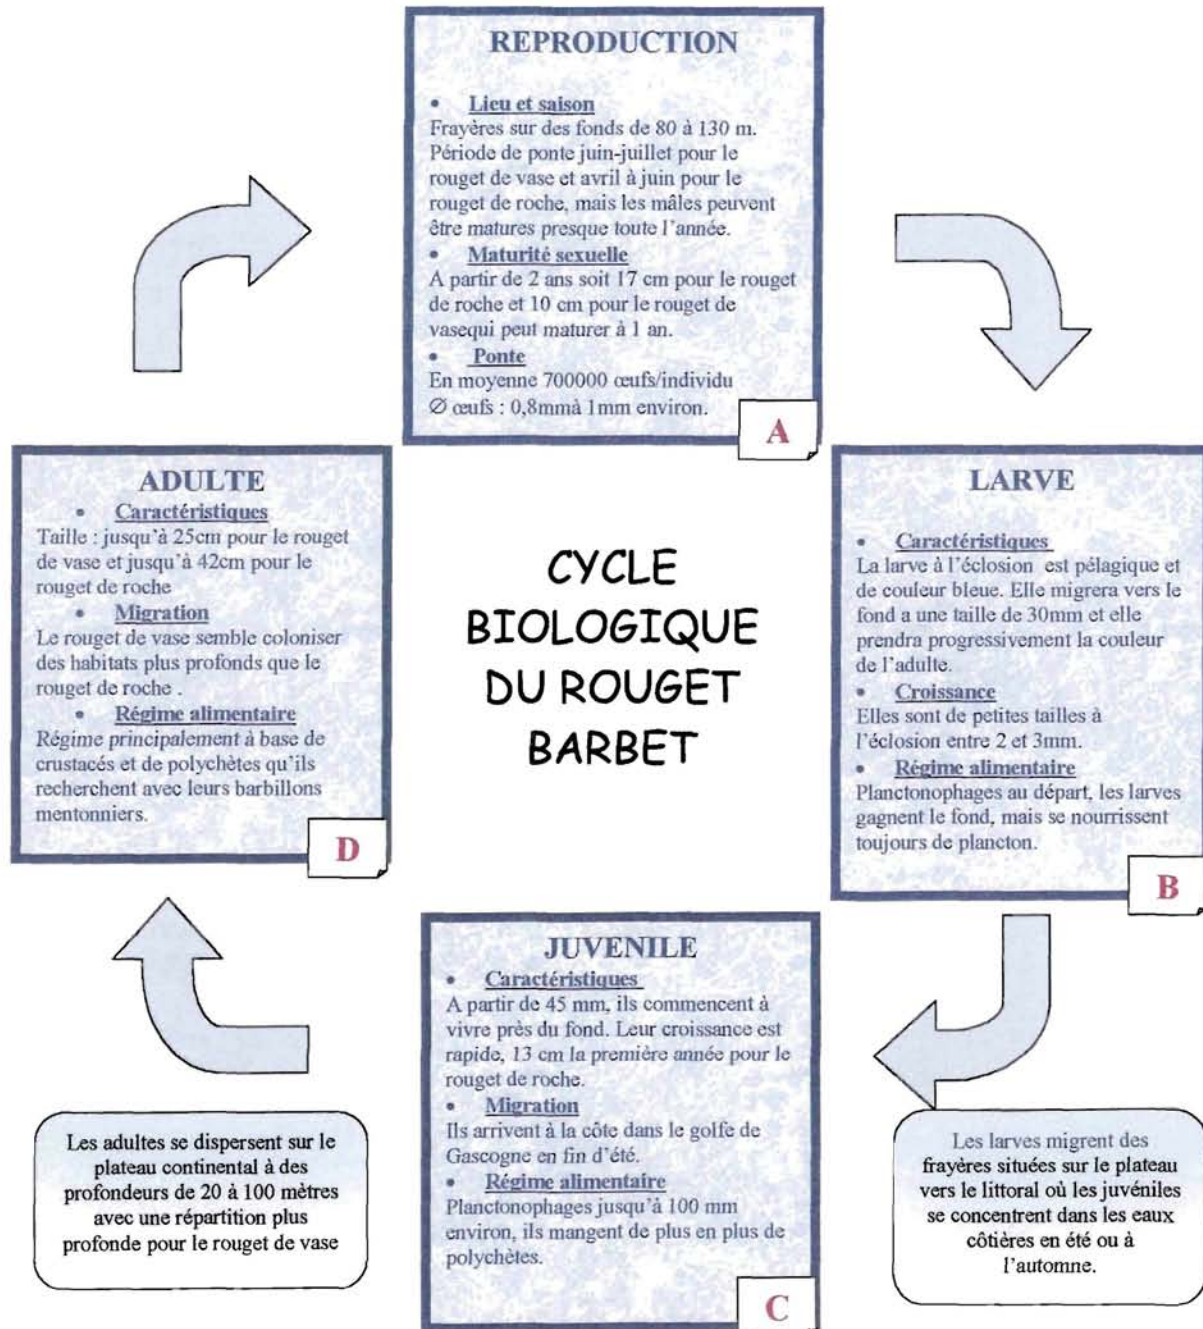 REPRODUCTION
• Lieu et saison
Frayères sur des fonds de 80 à 130 m.
Période de ponte juin-juillet pour le
rouget de vase et avril à juin pour le
rouget de roche, mais les mâles peuvent
être matures presque toute l'année.
• Maturité sexuelle
A partir de 2 ans soit 17 cm pour le rouget
de roche et 10 cm pour le rouget de
vasequi peut maturer à 1 an.
• Ponte
En moyenne 700000 œufs/individu
Ø œufs : 0,8mmà 1mm environ.
A
LARVE
• Caractéristiques
La larve à l'éclosion est pélagique et
de couleur bleue. Elle migrera vers le
fond a une taille de 30mm et elle
prendra progressivement la couleur
de l'adulte.
• Croissance
Elles sont de petites tailles à
l'éclosion entre 2 et 3mm.
• Régime alimentaire
Planctonophages au départ, les larves
gagnent le fond, mais se nourrissent
toujours de plancton.
B
CYCLE
BIOLOGIQUE
DU ROUGET
BARBET
ADULTE
• Caractéristiques
Taille : jusqu'à 25cm pour le rouget
de vase et jusqu'à 42cm pour le
rouget de roche
• Migration
Le rouget de vase semble coloniser
des habitats plus profonds que le
rouget de roche .
• Régime alimentaire
Régime principalement à base de
crustacés et de polychètes qu'ils
recherchent avec leurs barbillons
mentonniers.
D
JUVENILE
• Caractéristiques
A partir de 45 mm, ils commencent à
vivre près du fond. Leur croissance est
rapide, 13 cm la première année pour le
rouget de roche.
• Migration
Ils arrivent à la côte dans le golfe de
Gascogne en fin d'été.
• Régime alimentaire
Planctonophages jusqu'à 100 mm
environ, ils mangent de plus en plus de
polychètes.
C
Les adultes se dispersent sur le
plateau continental à des
profondeurs de 20 à 100 mètres
avec une répartition plus
profonde pour le rouget de vase
Les larves migrent des
frayères situées sur le plateau
vers le littoral où les juvéniles
se concentrent dans les eaux
côtières en été ou à
l'automne.